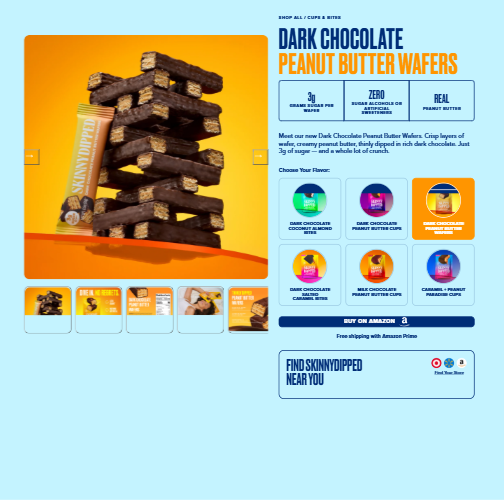 SHOP ALL / CUPS & BITES
DARK CHOCOLATE
PEANUT BUTTER WAFERS
3g
GRAMS SUGAR PER
WAFER
ZERO
SUGAR ALCOHOLS OR
ARTIFICIAL
SWEETENERS
REAL
PEANUT BUTTER
Meet our new Dark Chocolate Peanut Butter Wafers. Crisp layers of
wafer, creamy peanut butter, thinly dipped in rich dark chocolate. Just
3g of sugar — and a whole lot of crunch.
Choose Your Flavor:
DARK CHOCOLATE
COCONUT ALMOND
BITES
DARK CHOCOLATE
PEANUT BUTTER CUPS
DARK CHOCOLATE
PEANUT BUTTER
WAFERS
DARK CHOCOLATE
SALTED
CARAMEL BITES
MILK CHOCOLATE
PEANUT BUTTER CUPS
CARAMEL + PEANUT
PARADISE CUPS
BUY ON AMAZON a
Free shipping with Amazon Prime
FIND SKINNYDIPPED
NEAR YOU
a
Find Your Store
SKINNYDIPPED